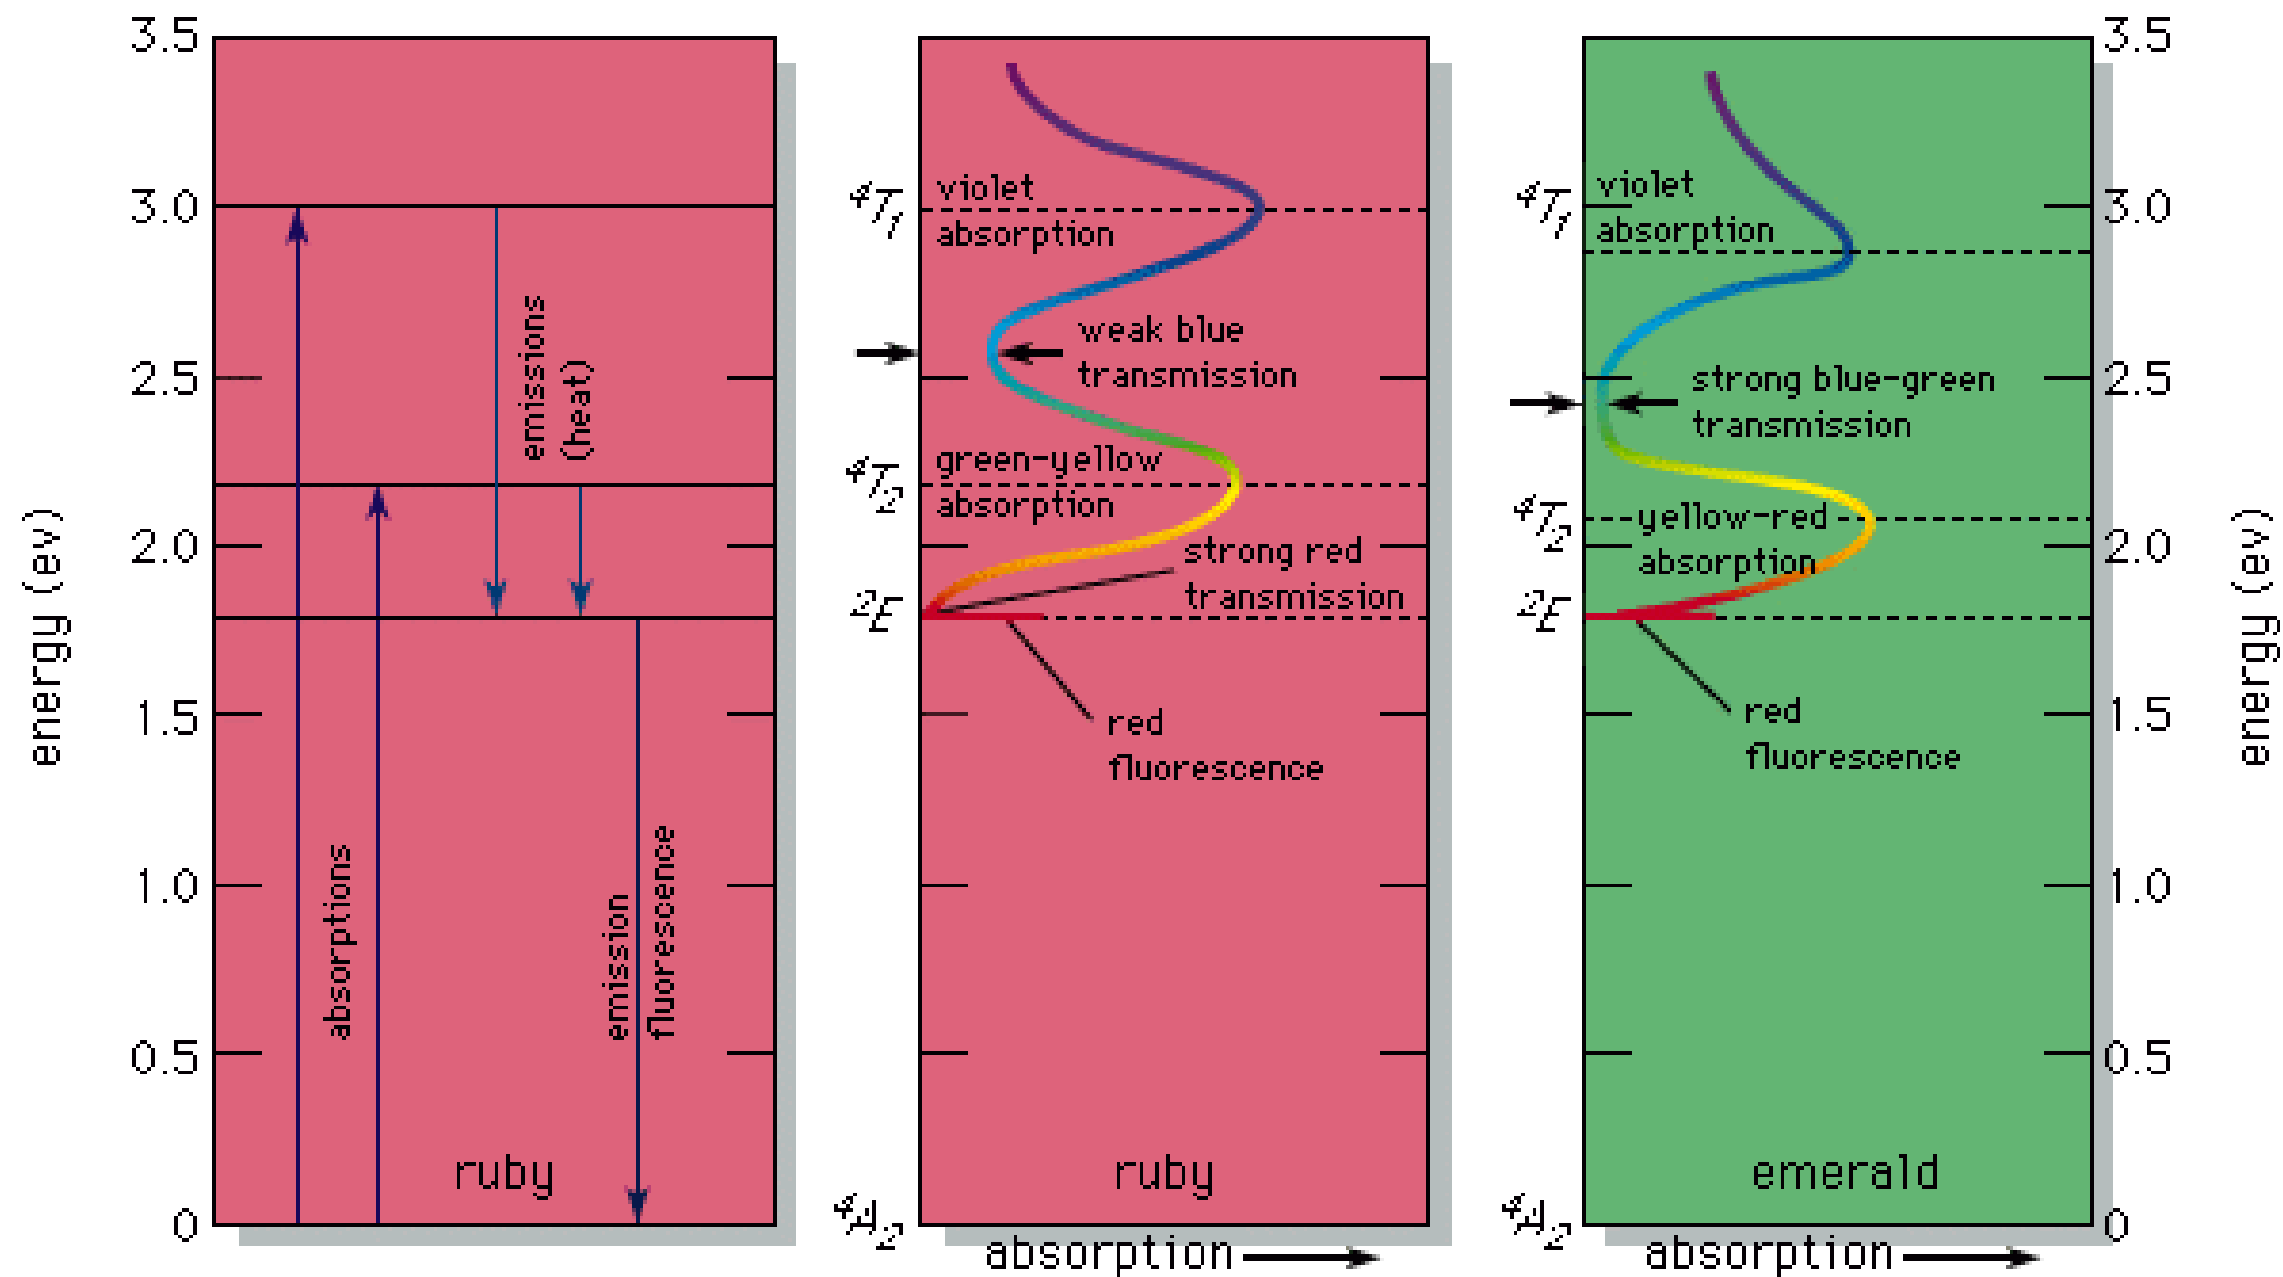 energy (ev)
3.5
3.0
2.5
2.0
1.5
1.0
0.5
0
absorptions
emissions
(heat)
emission
fluorescence
ruby
⁴T₁
⁴T₂
²E
⁴A₂
violet
absorption
weak blue
transmission
green-yellow
absorption
strong red
transmission
red
fluorescence
ruby
absorption
⁴T₁
⁴T₂
²E
⁴A₂
violet
absorption
strong blue-green
transmission
yellow-red
absorption
red
fluorescence
emerald
absorption
3.5
3.0
2.5
2.0
1.5
1.0
0.5
0
energy (ev)